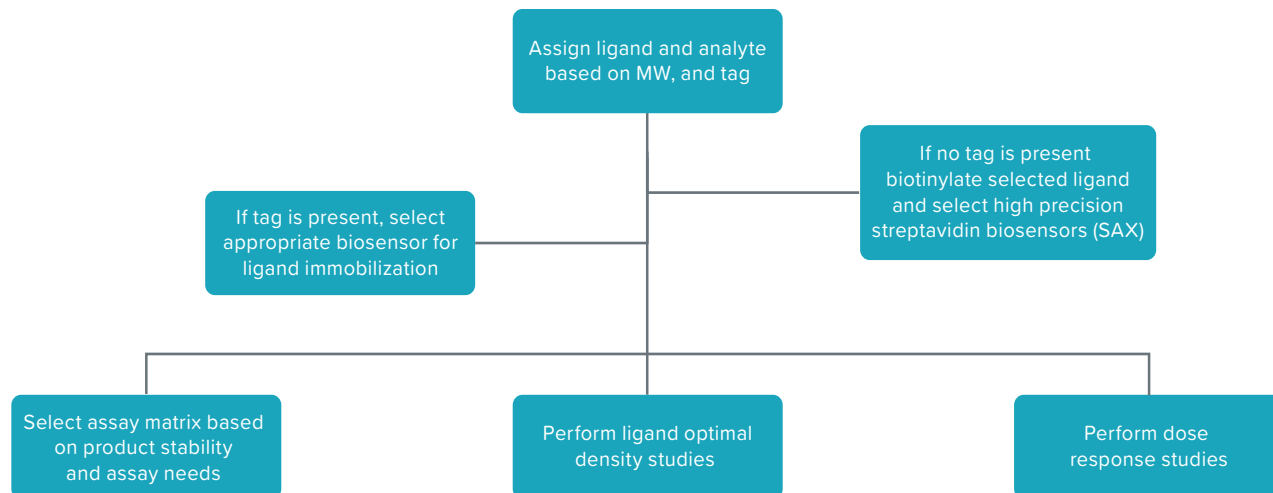 Assign ligand and analyte
based on MW, and tag
If no tag is present
biotinylate selected ligand
and select high precision
streptavidin biosensors (SAX)
If tag is present, select
appropriate biosensor for
ligand immobilization
Select assay matrix based
on product stability
and assay needs
Perform ligand optimal
density studies
Perform dose
response studies